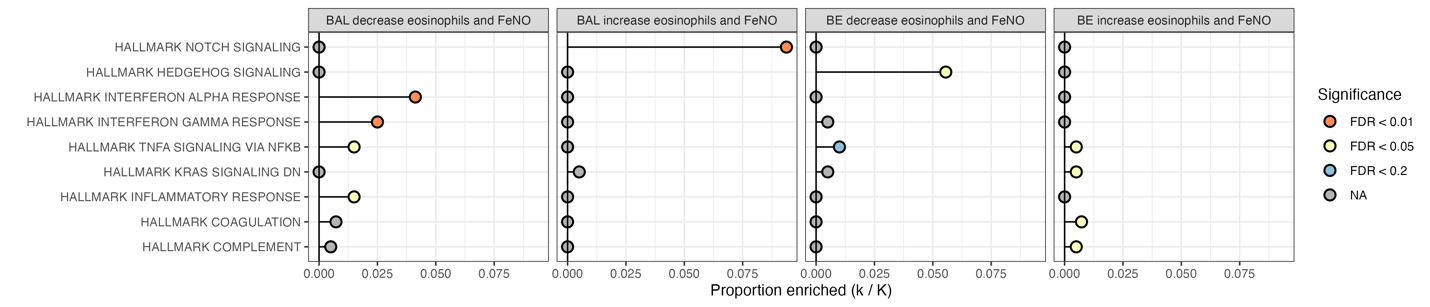 BAL decrease eosinophils and FeNO
BAL increase eosinophils and FeNO
BE decrease eosinophils and FeNO
BE increase eosinophils and FeNO
HALLMARK NOTCH SIGNALING
HALLMARK HEDGEHOG SIGNALING
HALLMARK INTERFERON ALPHA RESPONSE
HALLMARK INTERFERON GAMMA RESPONSE
HALLMARK TNFA SIGNALING VIA NFKB
HALLMARK KRAS SIGNALING DN
HALLMARK INFLAMMATORY RESPONSE
HALLMARK COAGULATION
HALLMARK COMPLEMENT
0.000 0.025 0.050 0.075
0.000 0.025 0.050 0.075
0.000 0.025 0.050 0.075
0.000 0.025 0.050 0.075
Proportion enriched (k / K)
Significance
FDR < 0.01
FDR < 0.05
FDR < 0.2
NA